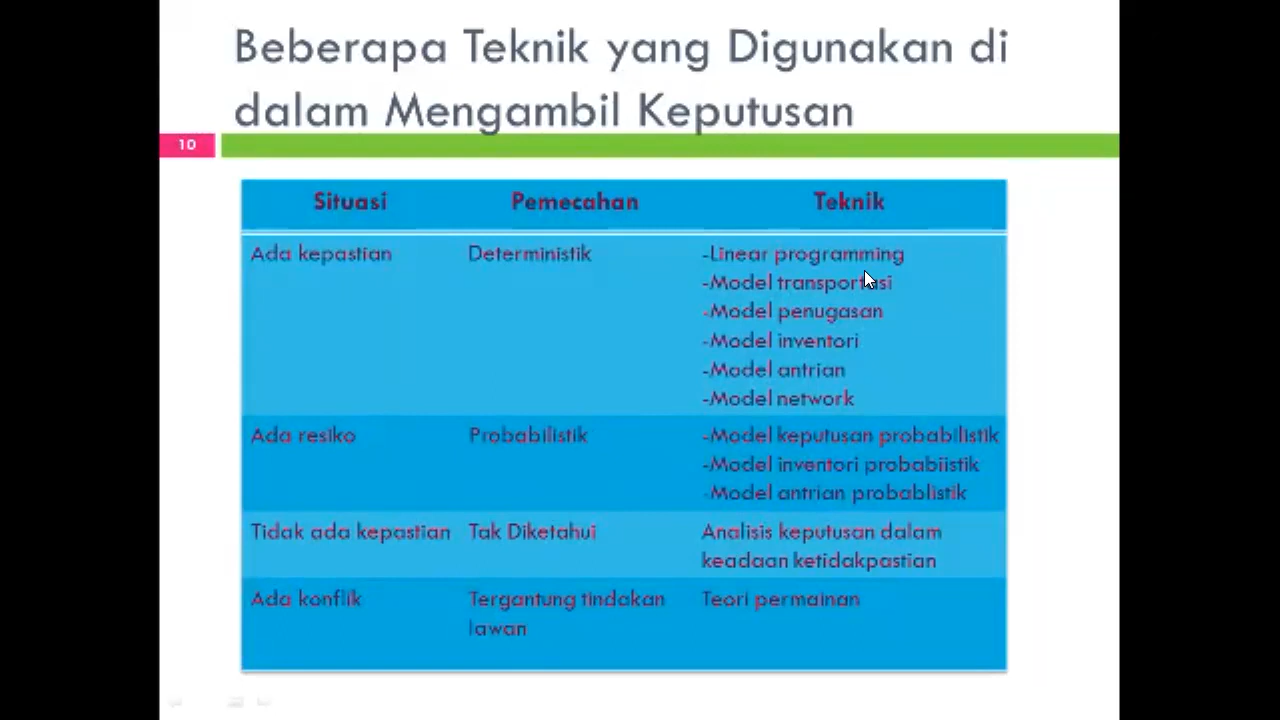 Beberapa Teknik yang Digunakan di
dalam Mengambil Keputusan
10
Situasi Pemecahan Teknik
Ada kepastian Deterministik -Linear programming
-Model transportasi
-Model penugasan
-Model inventori
-Model antrian
-Model network
Ada resiko Probabilistik -Model keputusan probabilistik
-Model inventori probabiistik
-Model antrian probablistik
Tidak ada kepastian Tak Diketahui Analisis keputusan dalam
keadaan ketidakpastian
Ada konflik Tergantung tindakan Teori permainan
lawan